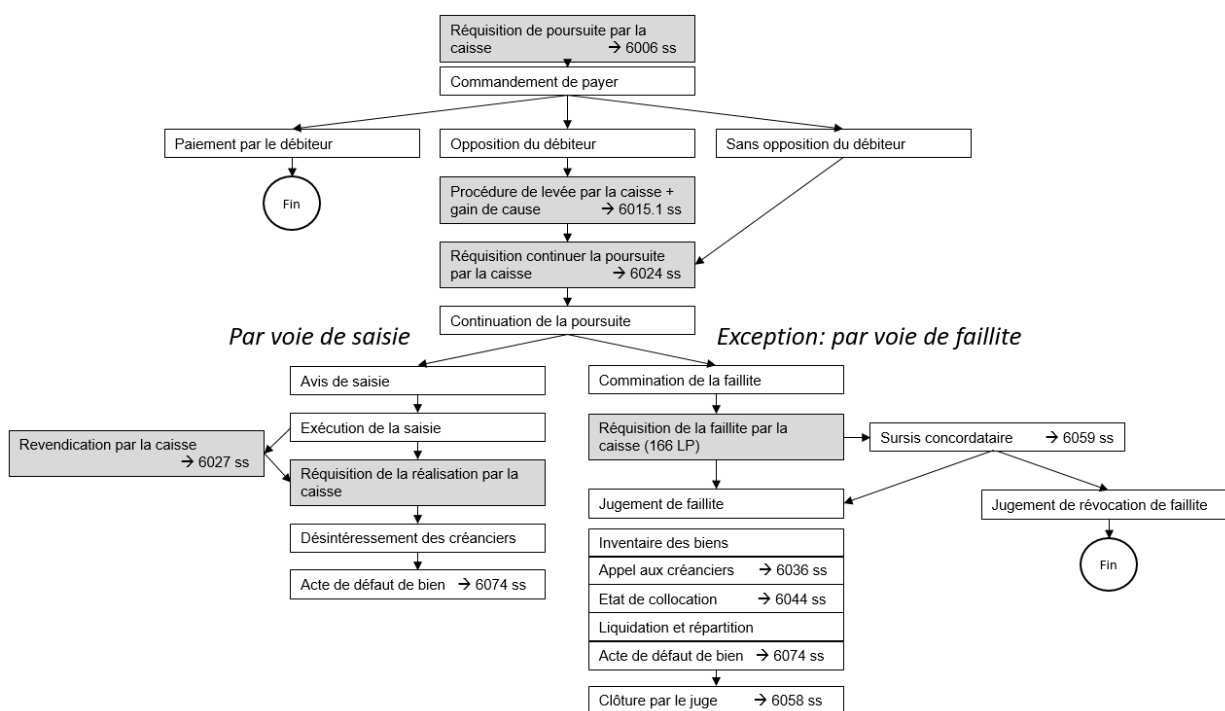 Réquisition de poursuite par la
caisse → 6006 ss
Commandement de payer
Paiement par le débiteur
Opposition du débiteur
Sans opposition du débiteur
Fin
Procédure de levée par la caisse +
gain de cause → 6015.1 ss
Réquisition continuer la poursuite
par la caisse → 6024 ss
Continuation de la poursuite
Par voie de saisie
Exception: par voie de faillite
Avis de saisie
Exécution de la saisie
Revendication par la caisse
→ 6027 ss
Réquisition de la réalisation par la
caisse
Désintéressement des créanciers
Acte de défaut de bien → 6074 ss
Commination de la faillite
Réquisition de la faillite par la
caisse (166 LP)
Sursis concordataire → 6059 ss
Jugement de faillite
Jugement de révocation de faillite
Fin
Inventaire des biens
Appel aux créanciers → 6036 ss
Etat de collocation → 6044 ss
Liquidation et répartition
Acte de défaut de bien → 6074 ss
Clôture par le juge → 6058 ss